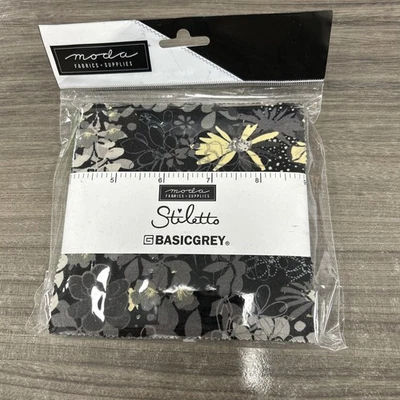 moda
FABRICS + SUPPLIES
5 6 7 8
moda
FABRICS + SUPPLIES
Stiletto
BASICGREY®